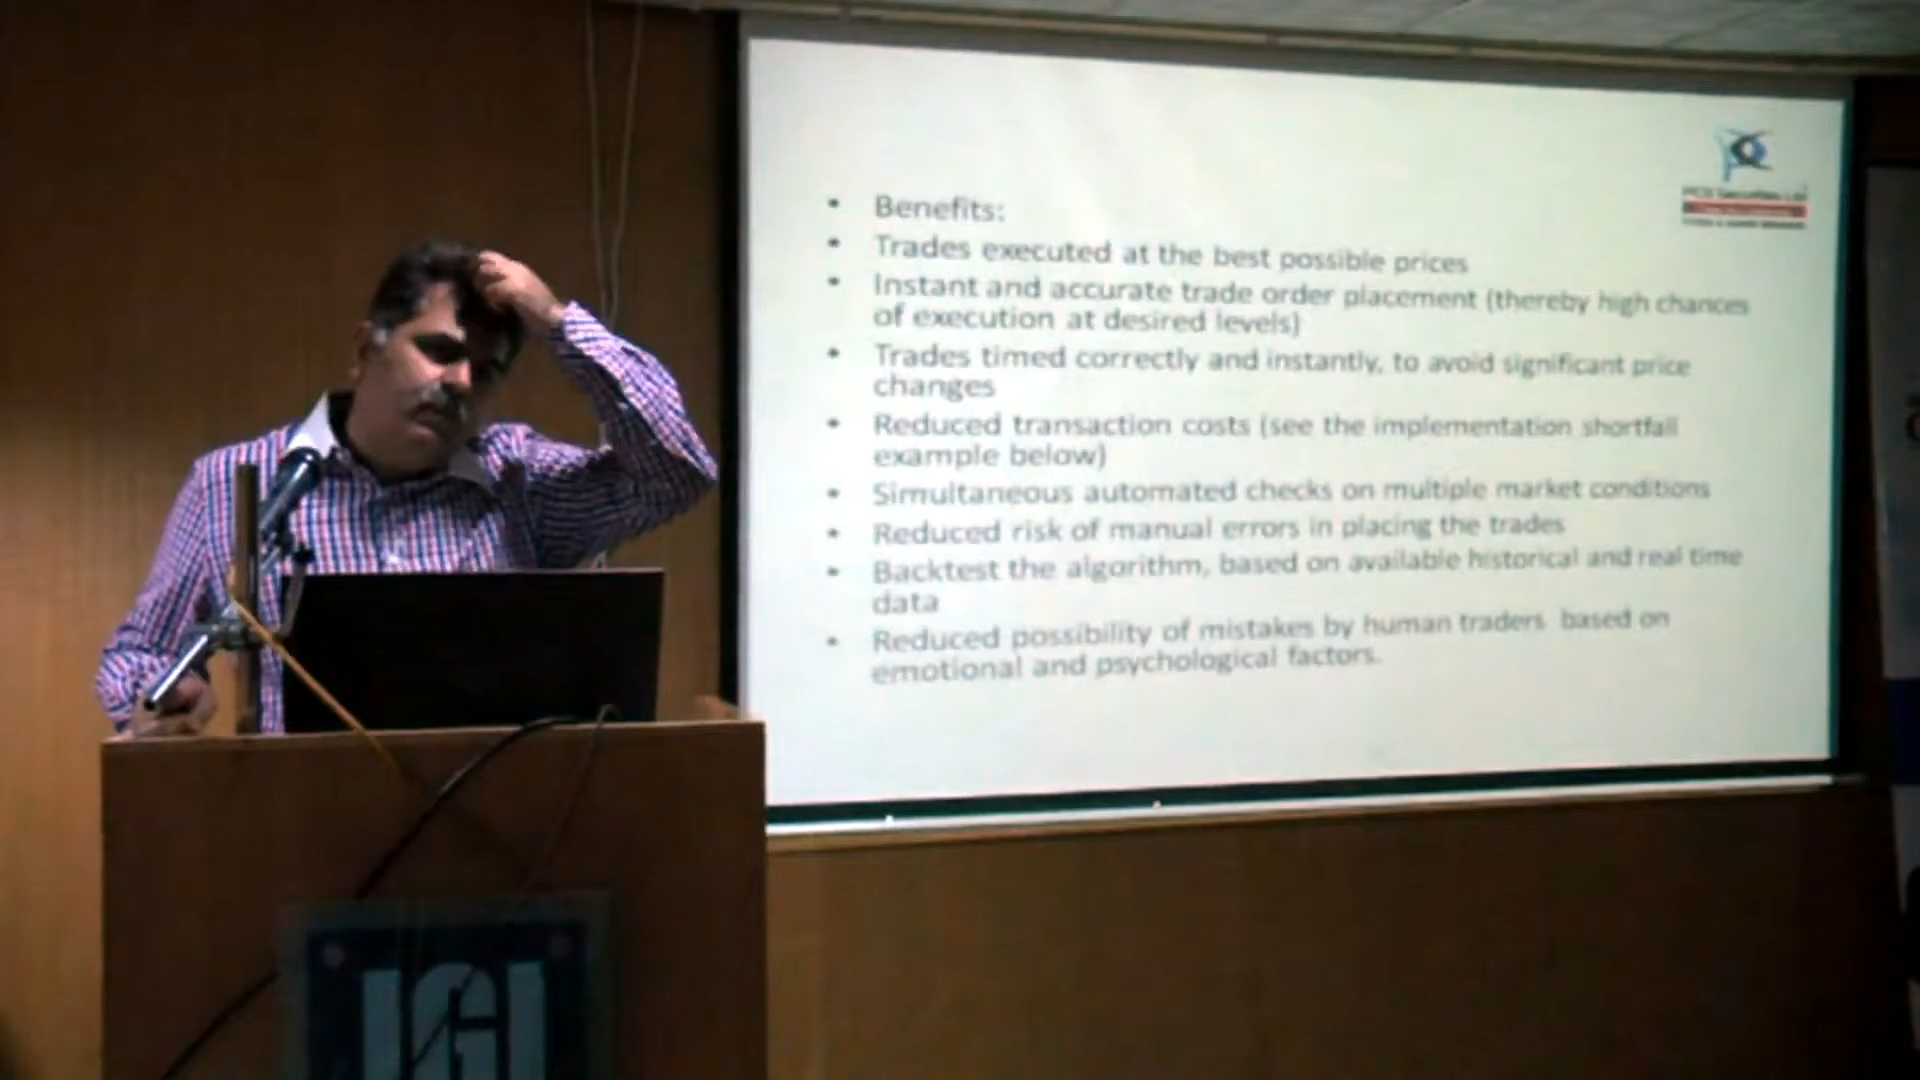 Benefits:
Trades executed at the best possible prices
Instant and accurate trade order placement (thereby high chances
of execution at desired levels)
Trades timed correctly and instantly, to avoid significant price
changes
Reduced transaction costs (see the implementation shortfall
example below)
Simultaneous automated checks on multiple market conditions
Reduced risk of manual errors in placing the trades
Backtest the algorithm, based on available historical and real time
data
Reduced possibility of mistakes by human traders based on
emotional and psychological factors.
Securities Ltd